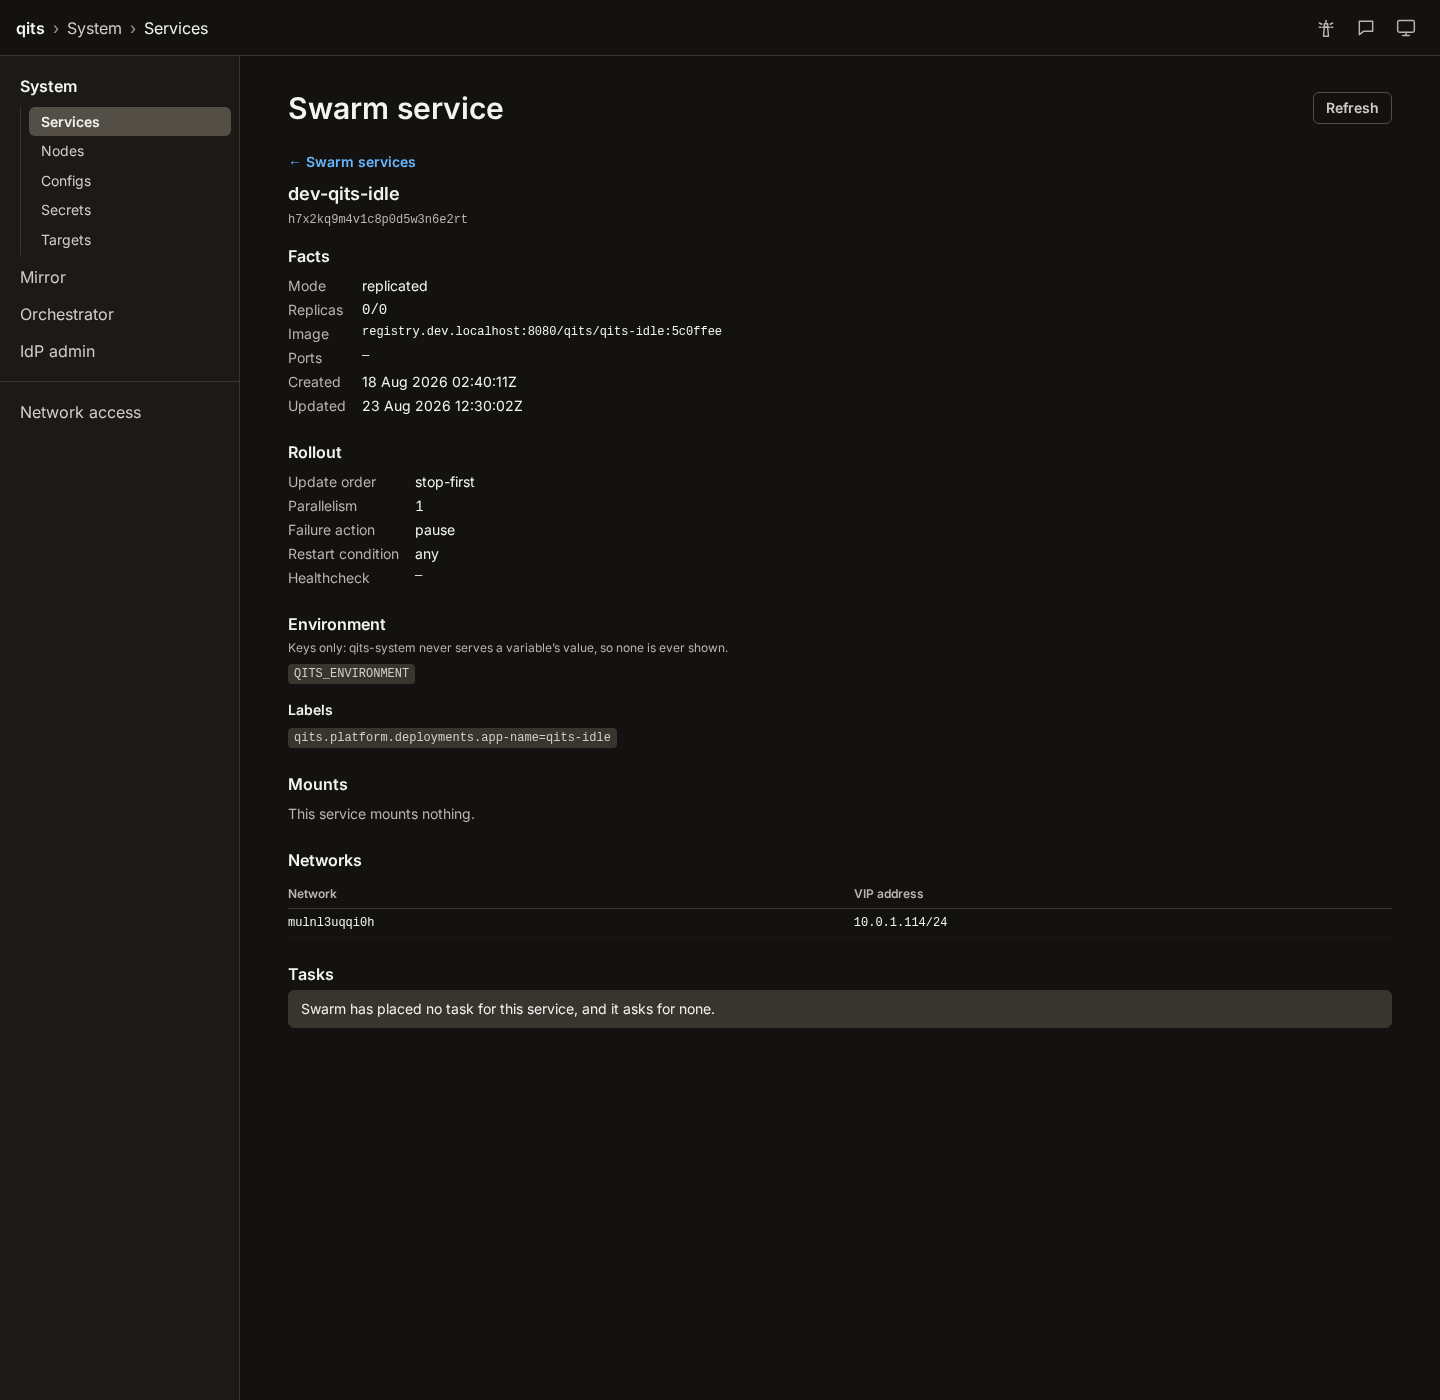 qits › System › Services
System
Services
Nodes
Configs
Secrets
Targets
Mirror
Orchestrator
IdP admin
Network access
Swarm service
Refresh
← Swarm services
dev-qits-idle
h7x2kq9m4v1c8p0d5w3n6e2rt
Facts
Mode replicated
Replicas 0/0
Image registry.dev.localhost:8080/qits/qits-idle:5c0ffee
Ports —
Created 18 Aug 2026 02:40:11Z
Updated 23 Aug 2026 12:30:02Z
Rollout
Update order stop-first
Parallelism 1
Failure action pause
Restart condition any
Healthcheck —
Environment
Keys only: qits-system never serves a variable’s value, so none is ever shown.
QITS_ENVIRONMENT
Labels
qits.platform.deployments.app-name=qits-idle
Mounts
This service mounts nothing.
Networks
Network VIP address
mulnl3uqqi0h 10.0.1.114/24
Tasks
Swarm has placed no task for this service, and it asks for none.